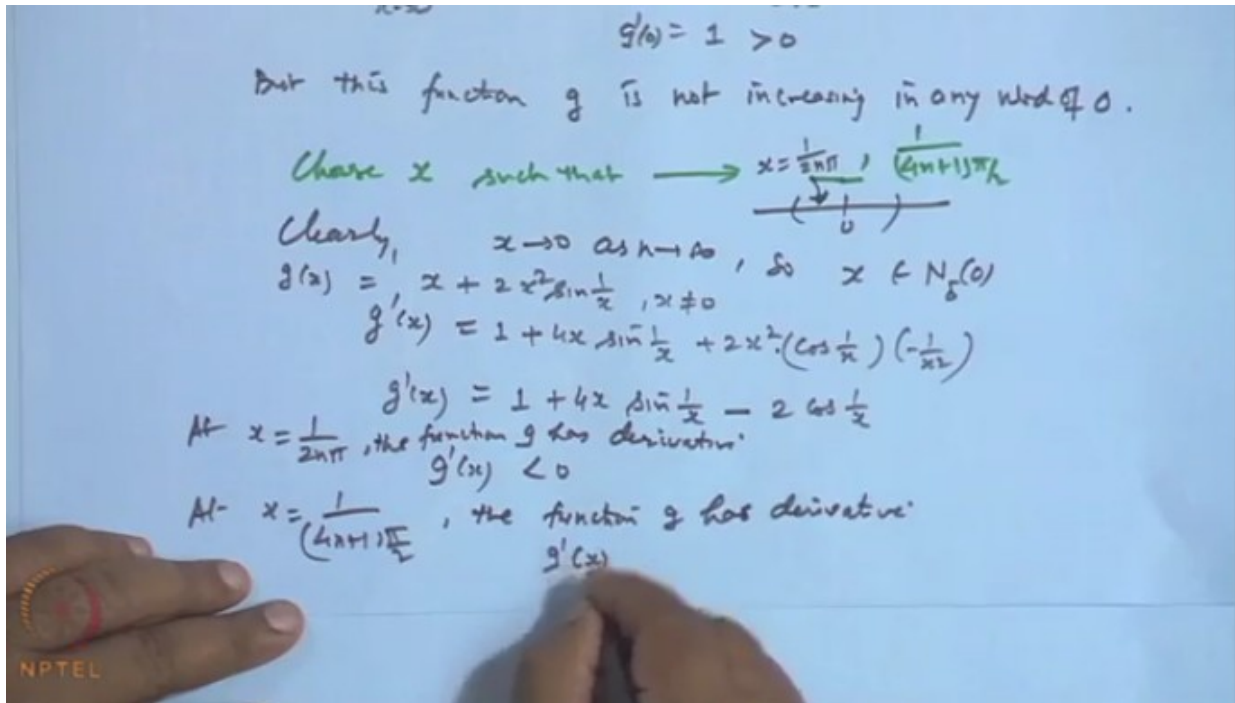 g'(0) = 1 > 0
But this function g is not increasing in any nbd of 0.
Choose x such that ⟶ x = 1/2nπ, 1/(4n+1)π/2
0
Clearly, x→0 as n→∞, so x ∈ N_δ(0)
g(x) = x + 2x² sin 1/x, x≠0
g'(x) = 1 + 4x sin 1/x + 2x².(cos 1/x)(-1/x²)
g'(x) = 1 + 4x sin 1/x - 2 cos 1/x
At x = 1/2nπ, the function g has derivative
g'(x) < 0
At x = 1/(4n+1)π/2, the function g has derivative
g'(x)
NPTEL